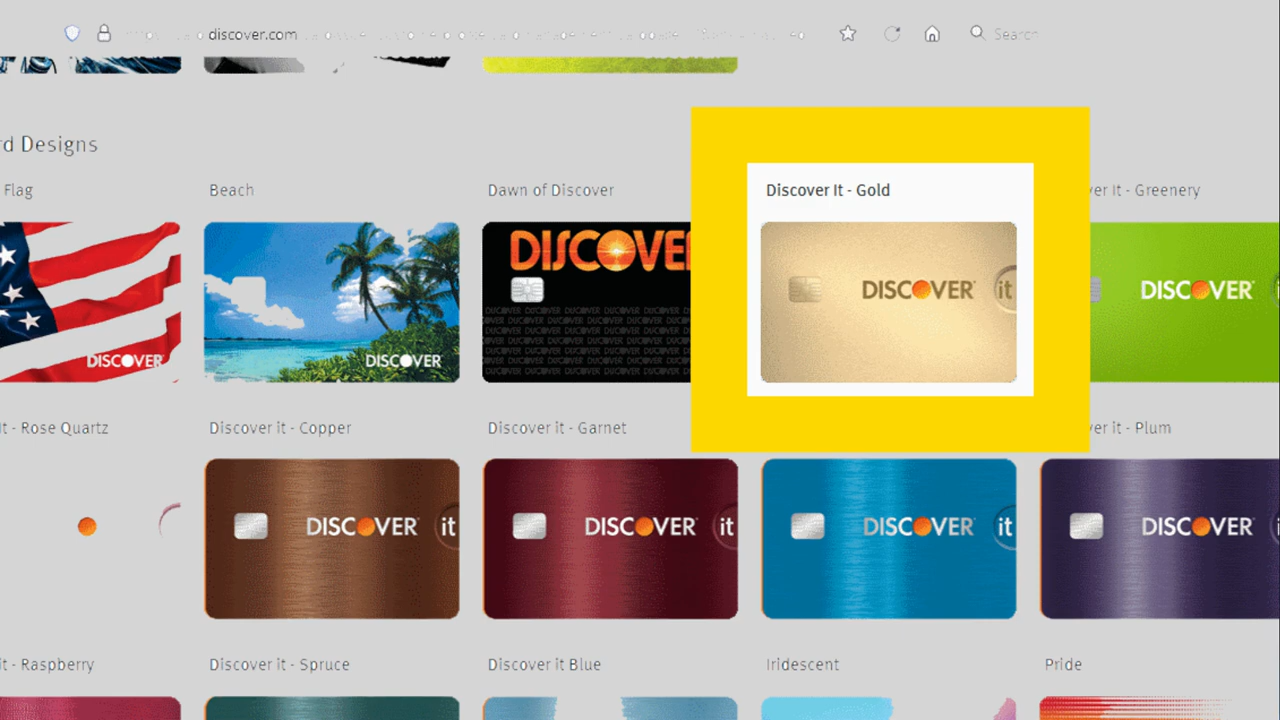 discover.com
Search
rd Designs
Flag
Beach
Dawn of Discover
Discover It - Gold
er It - Greenery
DISCOVER
DISCOVER
DISCOVE
DISCOVER it
DISCOVER
It - Rose Quartz
Discover it - Copper
Discover it - Garnet
er it - Plum
DISCOVER it
DISCOVER it
DISCOVER it
DISCOVER
it - Raspberry
Discover it - Spruce
Discover it Blue
Iridescent
Pride